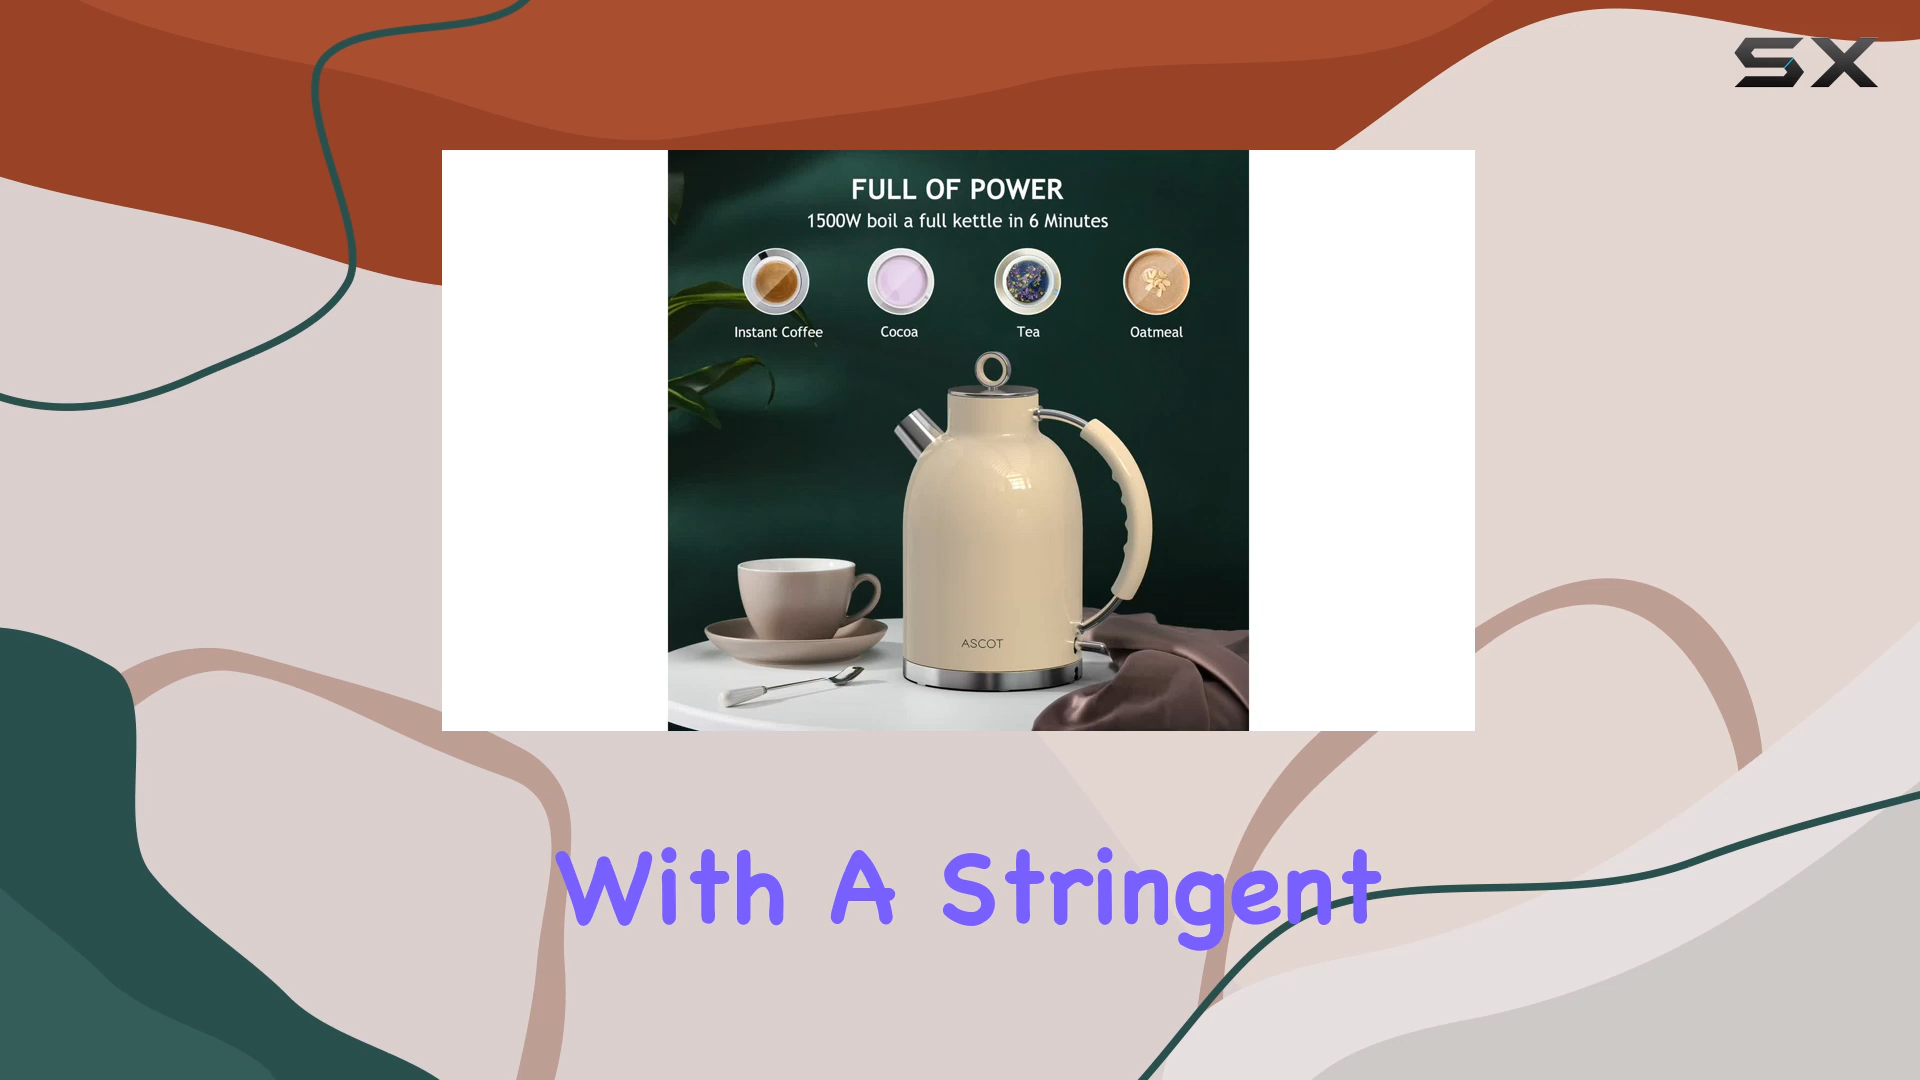 SX
FULL OF POWER
1500W boil a full kettle in 6 Minutes
Instant Coffee
Cocoa
Tea
Oatmeal
ASCOT
With A Stringent